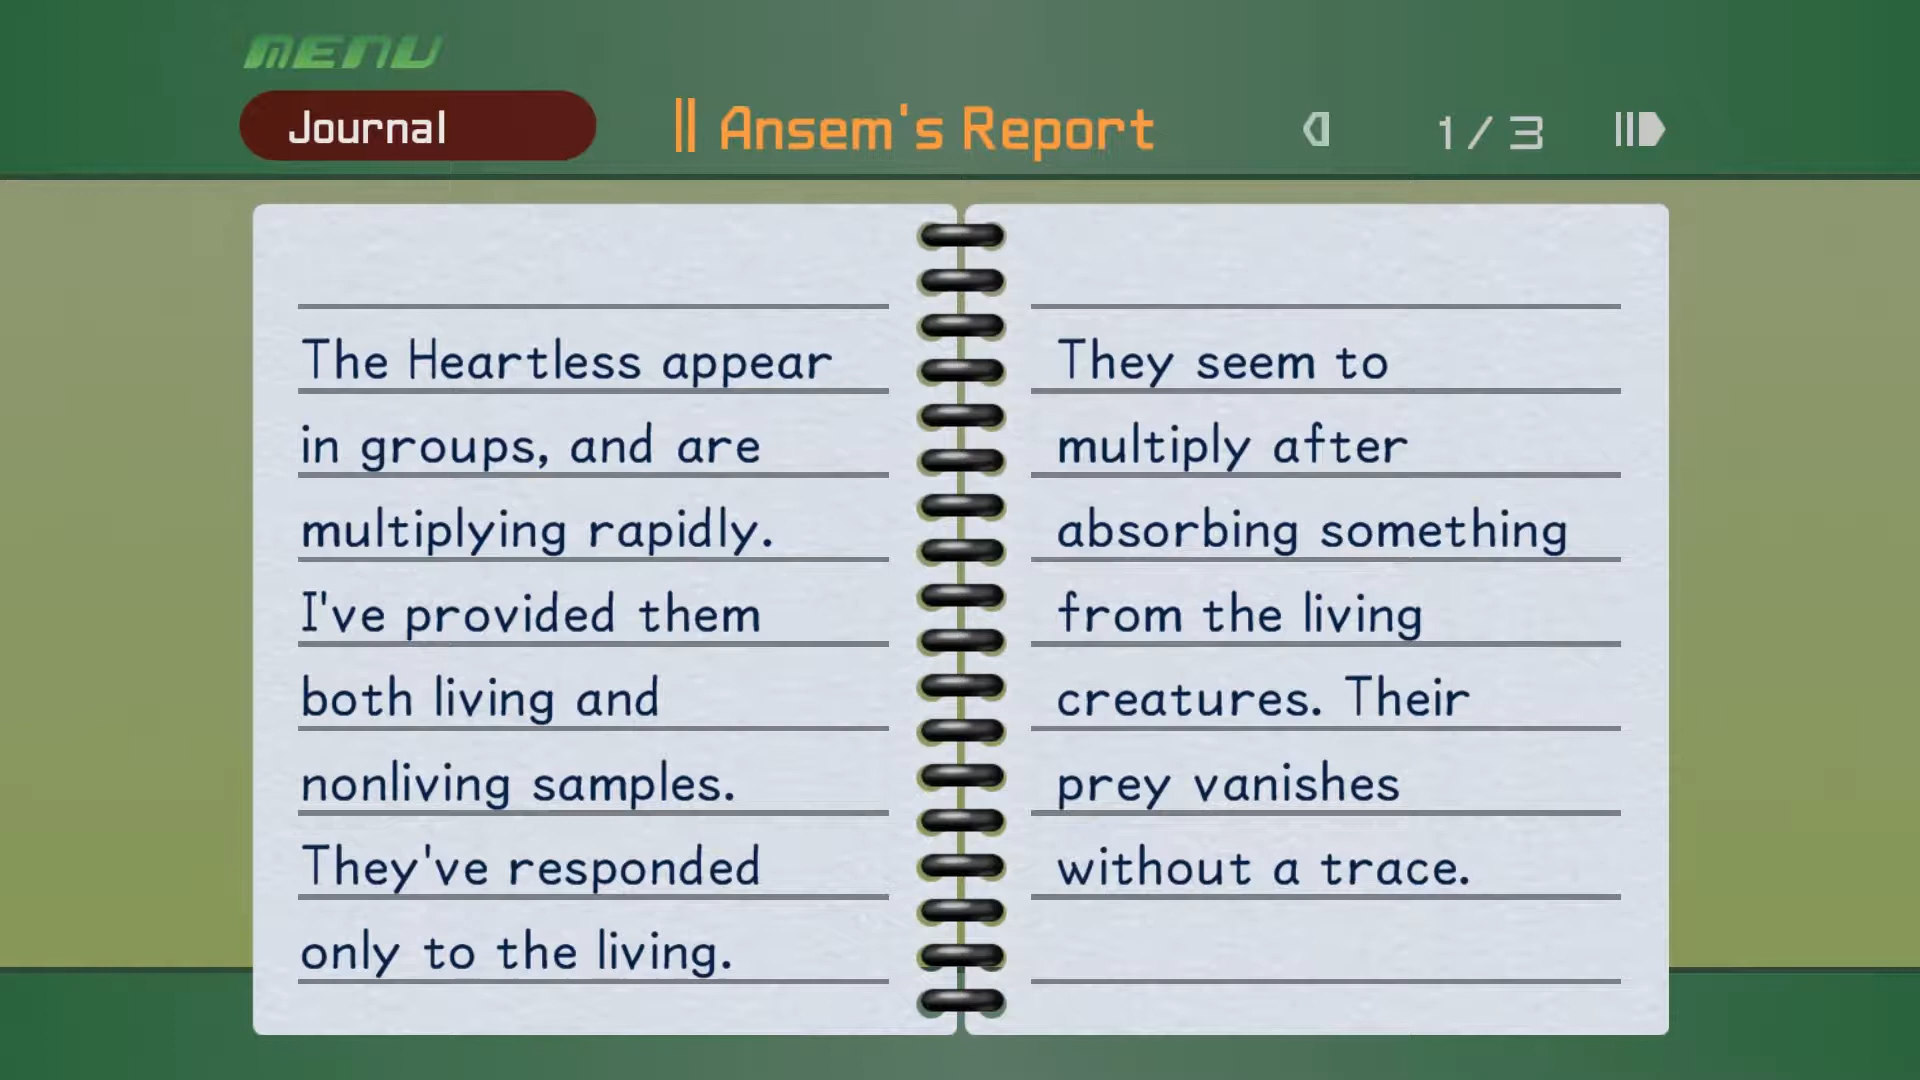 MENU
Journal
Ansem's Report
1/3
The Heartless appear
in groups, and are
multiplying rapidly.
I've provided them
both living and
nonliving samples.
They've responded
only to the living.
They seem to
multiply after
absorbing something
from the living
creatures. Their
prey vanishes
without a trace.